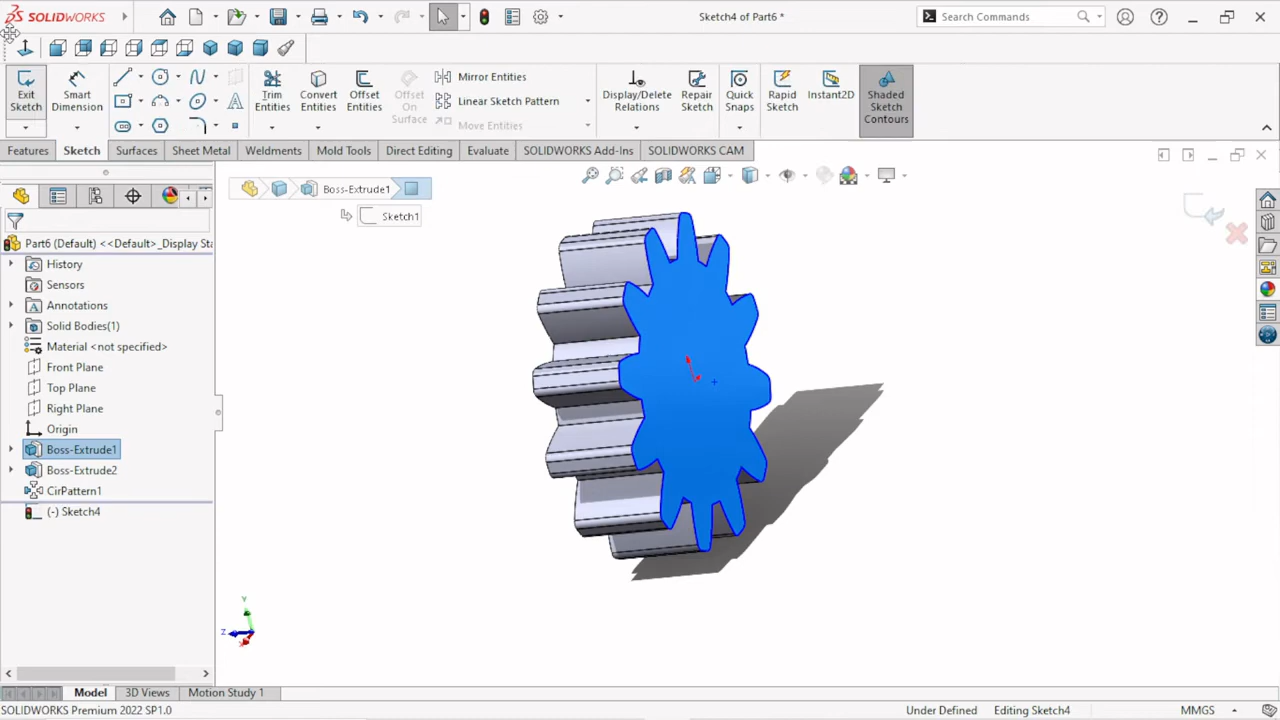 SOLIDWORKS
Sketch4 of Part6 *
Search Commands
Exit Sketch
Smart Dimension
Trim Entities
Convert Entities
Offset Entities
Offset On Surface
Mirror Entities
Linear Sketch Pattern
Move Entities
Display/Delete Relations
Repair Sketch
Quick Snaps
Rapid Sketch
Instant2D
Shaded Sketch Contours
Features
Sketch
Surfaces
Sheet Metal
Weldments
Mold Tools
Direct Editing
Evaluate
SOLIDWORKS Add-Ins
SOLIDWORKS CAM
Boss-Extrude1
Sketch1
Part6 (Default) <<Default>_Display Sta
History
Sensors
Annotations
Solid Bodies(1)
Material <not specified>
Front Plane
Top Plane
Right Plane
Origin
Boss-Extrude1
Boss-Extrude2
CirPattern1
(-) Sketch4
Y
Z
X
Model
3D Views
Motion Study 1
SOLIDWORKS Premium 2022 SP1.0
Under Defined
Editing Sketch4
MMGS